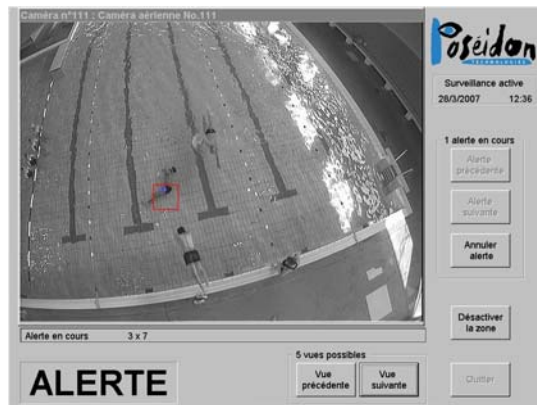 Caméra n°111 : Caméra aérienne No.111
Poséidon
TECHNOLOGIES
Surveillance active
28/3/2007 12:36
1 alerte en cours
Alerte
précédente
Alerte
suivante
Annuler
alerte
Désactiver
la zone
Alerte en cours 3 x 7
5 vues possibles
ALERTE
Vue
précédente
Vue
suivante
Quitter